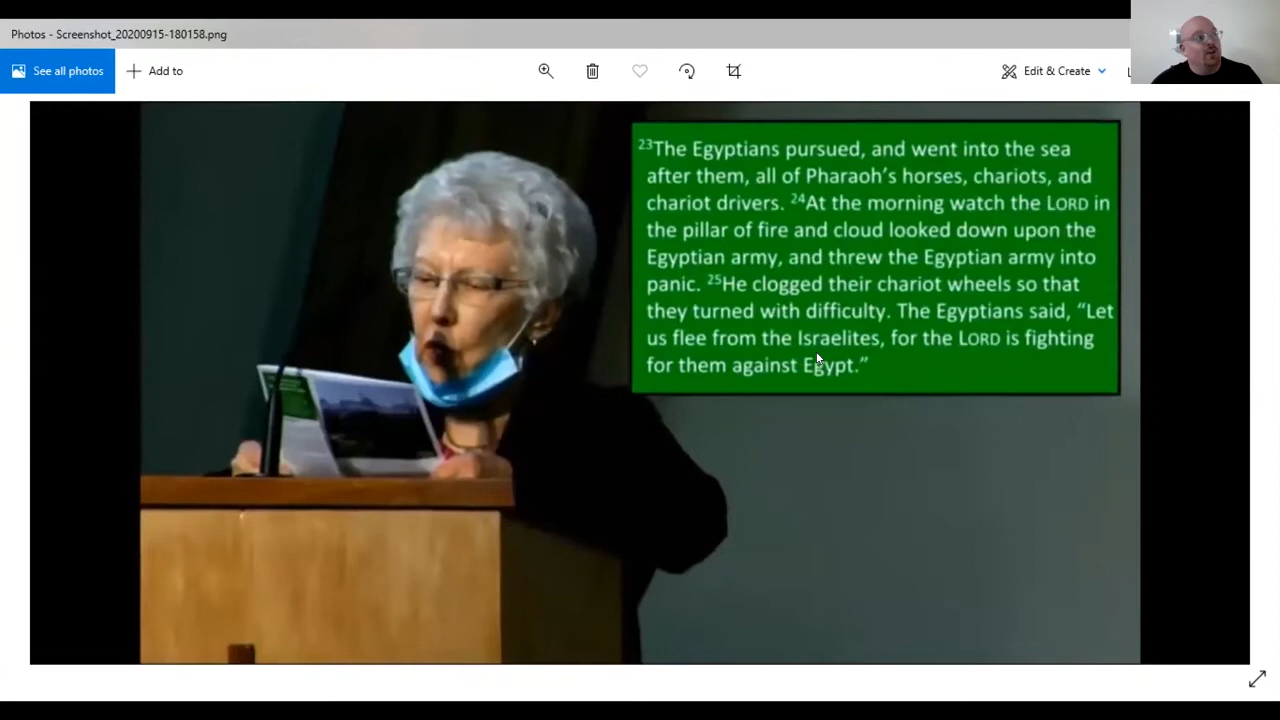 Photos - Screenshot_20200915-180158.png
See all photos
Add to
Edit & Create
23The Egyptians pursued, and went into the sea
after them, all of Pharaoh’s horses, chariots, and
chariot drivers. 24At the morning watch the LORD in
the pillar of fire and cloud looked down upon the
Egyptian army, and threw the Egyptian army into
panic. 25He clogged their chariot wheels so that
they turned with difficulty. The Egyptians said, “Let
us flee from the Israelites, for the LORD is fighting
for them against Egypt.”